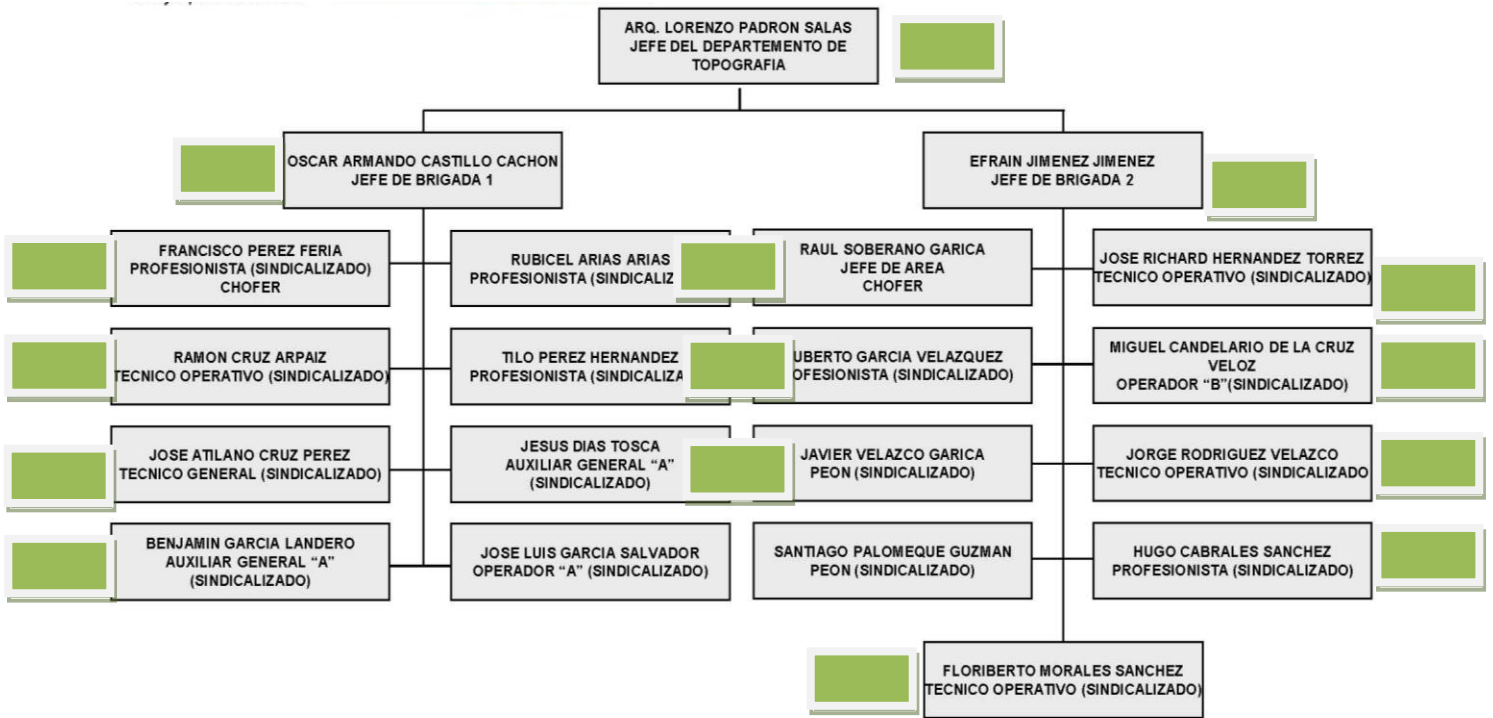 ARQ. LORENZO PADRON SALAS
JEFE DEL DEPARTEMENTO DE
TOPOGRAFIA
OSCAR ARMANDO CASTILLO CACHON
JEFE DE BRIGADA 1
EFRAIN JIMENEZ JIMENEZ
JEFE DE BRIGADA 2
FRANCISCO PEREZ FERIA
PROFESIONISTA (SINDICALIZADO)
CHOFER
RUBICEL ARIAS ARIAS
PROFESIONISTA (SINDICALIZ
RAUL SOBERANO GARICA
JEFE DE AREA
CHOFER
JOSE RICHARD HERNANDEZ TORREZ
TECNICO OPERATIVO (SINDICALIZADO)
RAMON CRUZ ARPAIZ
TECNICO OPERATIVO (SINDICALIZADO)
TILO PEREZ HERNANDEZ
PROFESIONISTA (SINDICALIZA
UBERTO GARCIA VELAZQUEZ
OFESIONISTA (SINDICALIZADO)
MIGUEL CANDELARIO DE LA CRUZ
VELOZ
OPERADOR “B”(SINDICALIZADO)
JOSE ATILANO CRUZ PEREZ
TECNICO GENERAL (SINDICALIZADO)
JESUS DIAS TOSCA
AUXILIAR GENERAL “A”
(SINDICALIZADO)
JAVIER VELAZCO GARICA
PEON (SINDICALIZADO)
JORGE RODRIGUEZ VELAZCO
TECNICO OPERATIVO (SINDICALIZADO
BENJAMIN GARCIA LANDERO
AUXILIAR GENERAL “A”
(SINDICALIZADO)
JOSE LUIS GARCIA SALVADOR
OPERADOR “A” (SINDICALIZADO)
SANTIAGO PALOMEQUE GUZMAN
PEON (SINDICALIZADO)
HUGO CABRALES SANCHEZ
PROFESIONISTA (SINDICALIZADO)
FLORIBERTO MORALES SANCHEZ
TECNICO OPERATIVO (SINDICALIZADO)